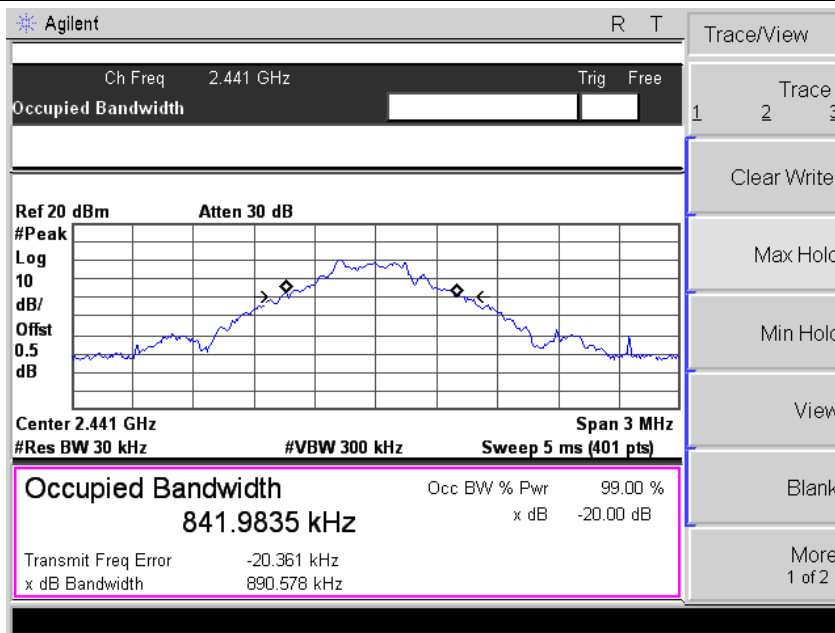 Agilent R T
Trace/View
Ch Freq 2.441 GHz Trig Free
Occupied Bandwidth
Trace
1 2 3
Clear Write
Max Hold
Min Hold
View
Blank
More
1 of 2
Ref 20 dBm Atten 30 dB
#Peak
Log
10
dB/
Offst
0.5
dB
Center 2.441 GHz Span 3 MHz
#Res BW 30 kHz #VBW 300 kHz Sweep 5 ms (401 pts)
Occupied Bandwidth Occ BW % Pwr 99.00 %
841.9835 kHz x dB -20.00 dB
Transmit Freq Error -20.361 kHz
x dB Bandwidth 890.578 kHz